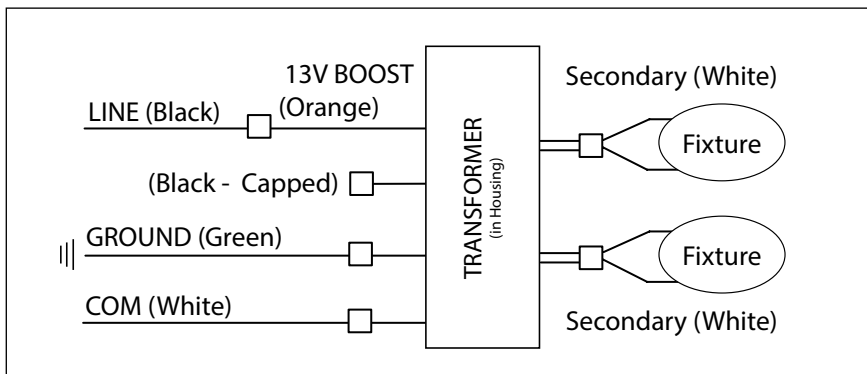 13V BOOST
(Orange)
LINE (Black)
(Black - Capped)
GROUND (Green)
COM (White)
TRANSFORMER
(in Housing)
Secondary (White)
Fixture
Fixture
Secondary (White)